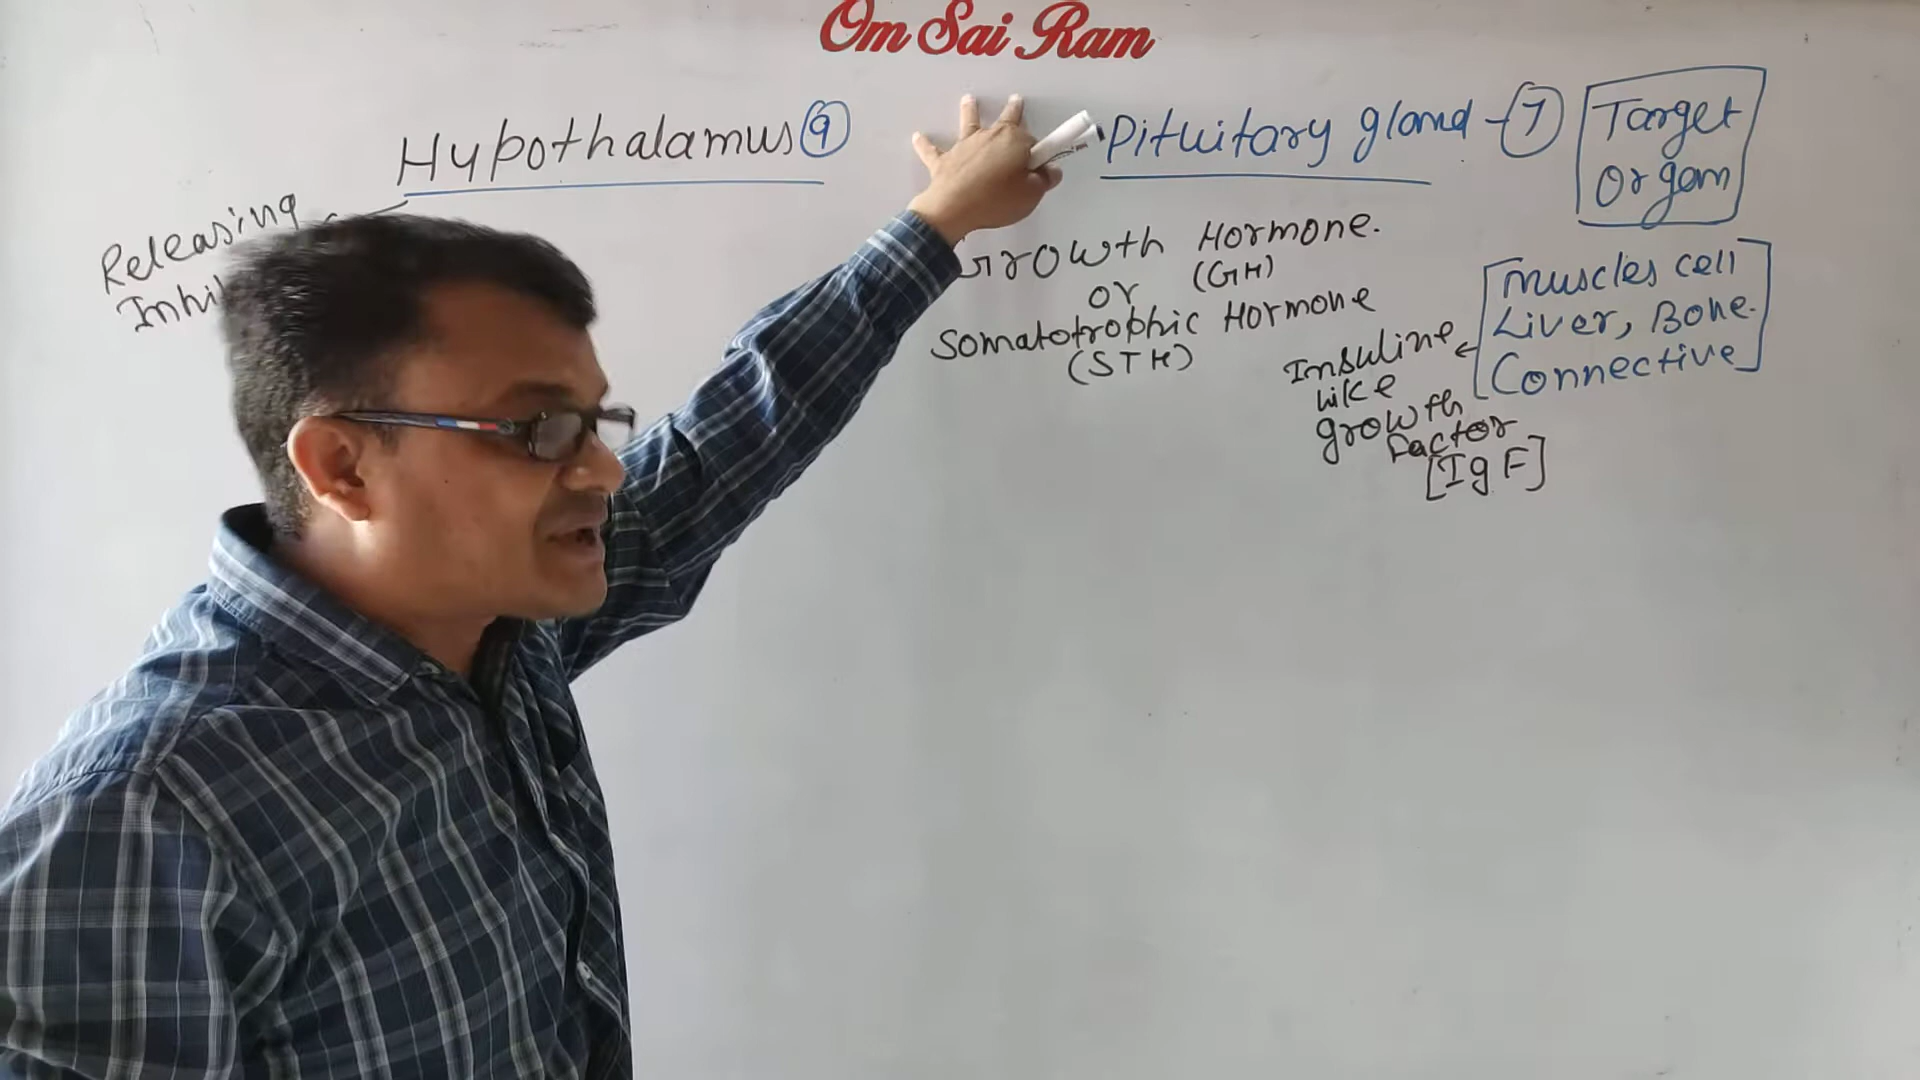 Om Sai Ram
Hypothalamus 9
Releasing
Pituitary gland - 7
Target
Organ
Growth Hormone.
(GH)
or
Somatotrophic Hormone
(STH)
Muscles cell
Liver, Bone.
Connective
Insuline
like
growth
Factor
[IgF]